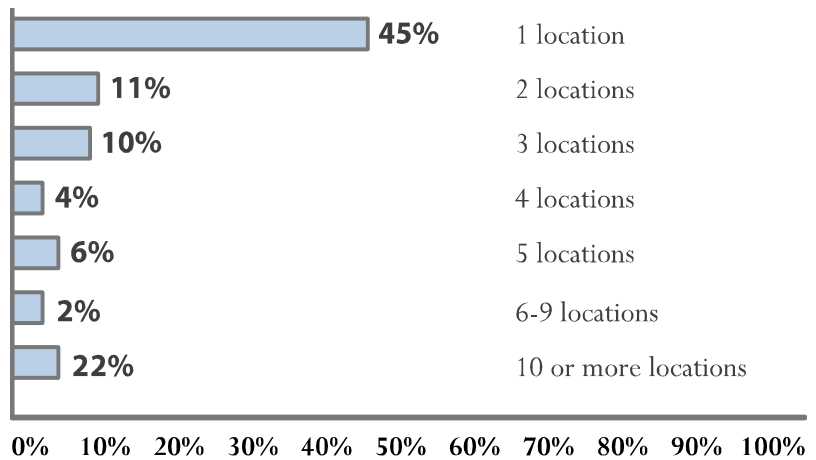 45% 1 location
11% 2 locations
10% 3 locations
4% 4 locations
6% 5 locations
2% 6-9 locations
22% 10 or more locations
0% 10% 20% 30% 40% 50% 60% 70% 80% 90% 100%